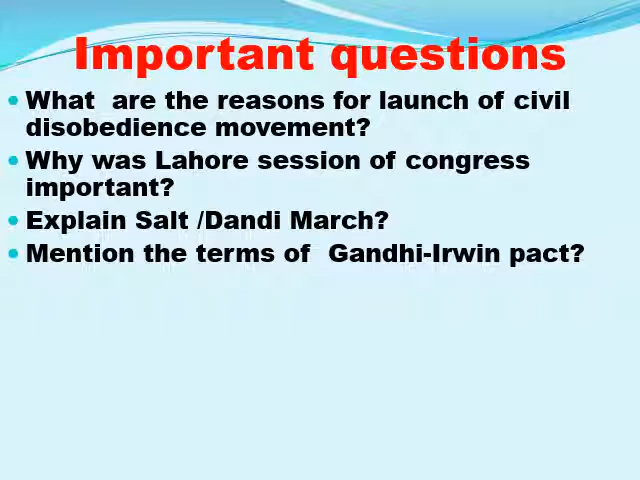 Important questions
What are the reasons for launch of civil
disobedience movement?
Why was Lahore session of congress
important?
Explain Salt /Dandi March?
Mention the terms of Gandhi-Irwin pact?